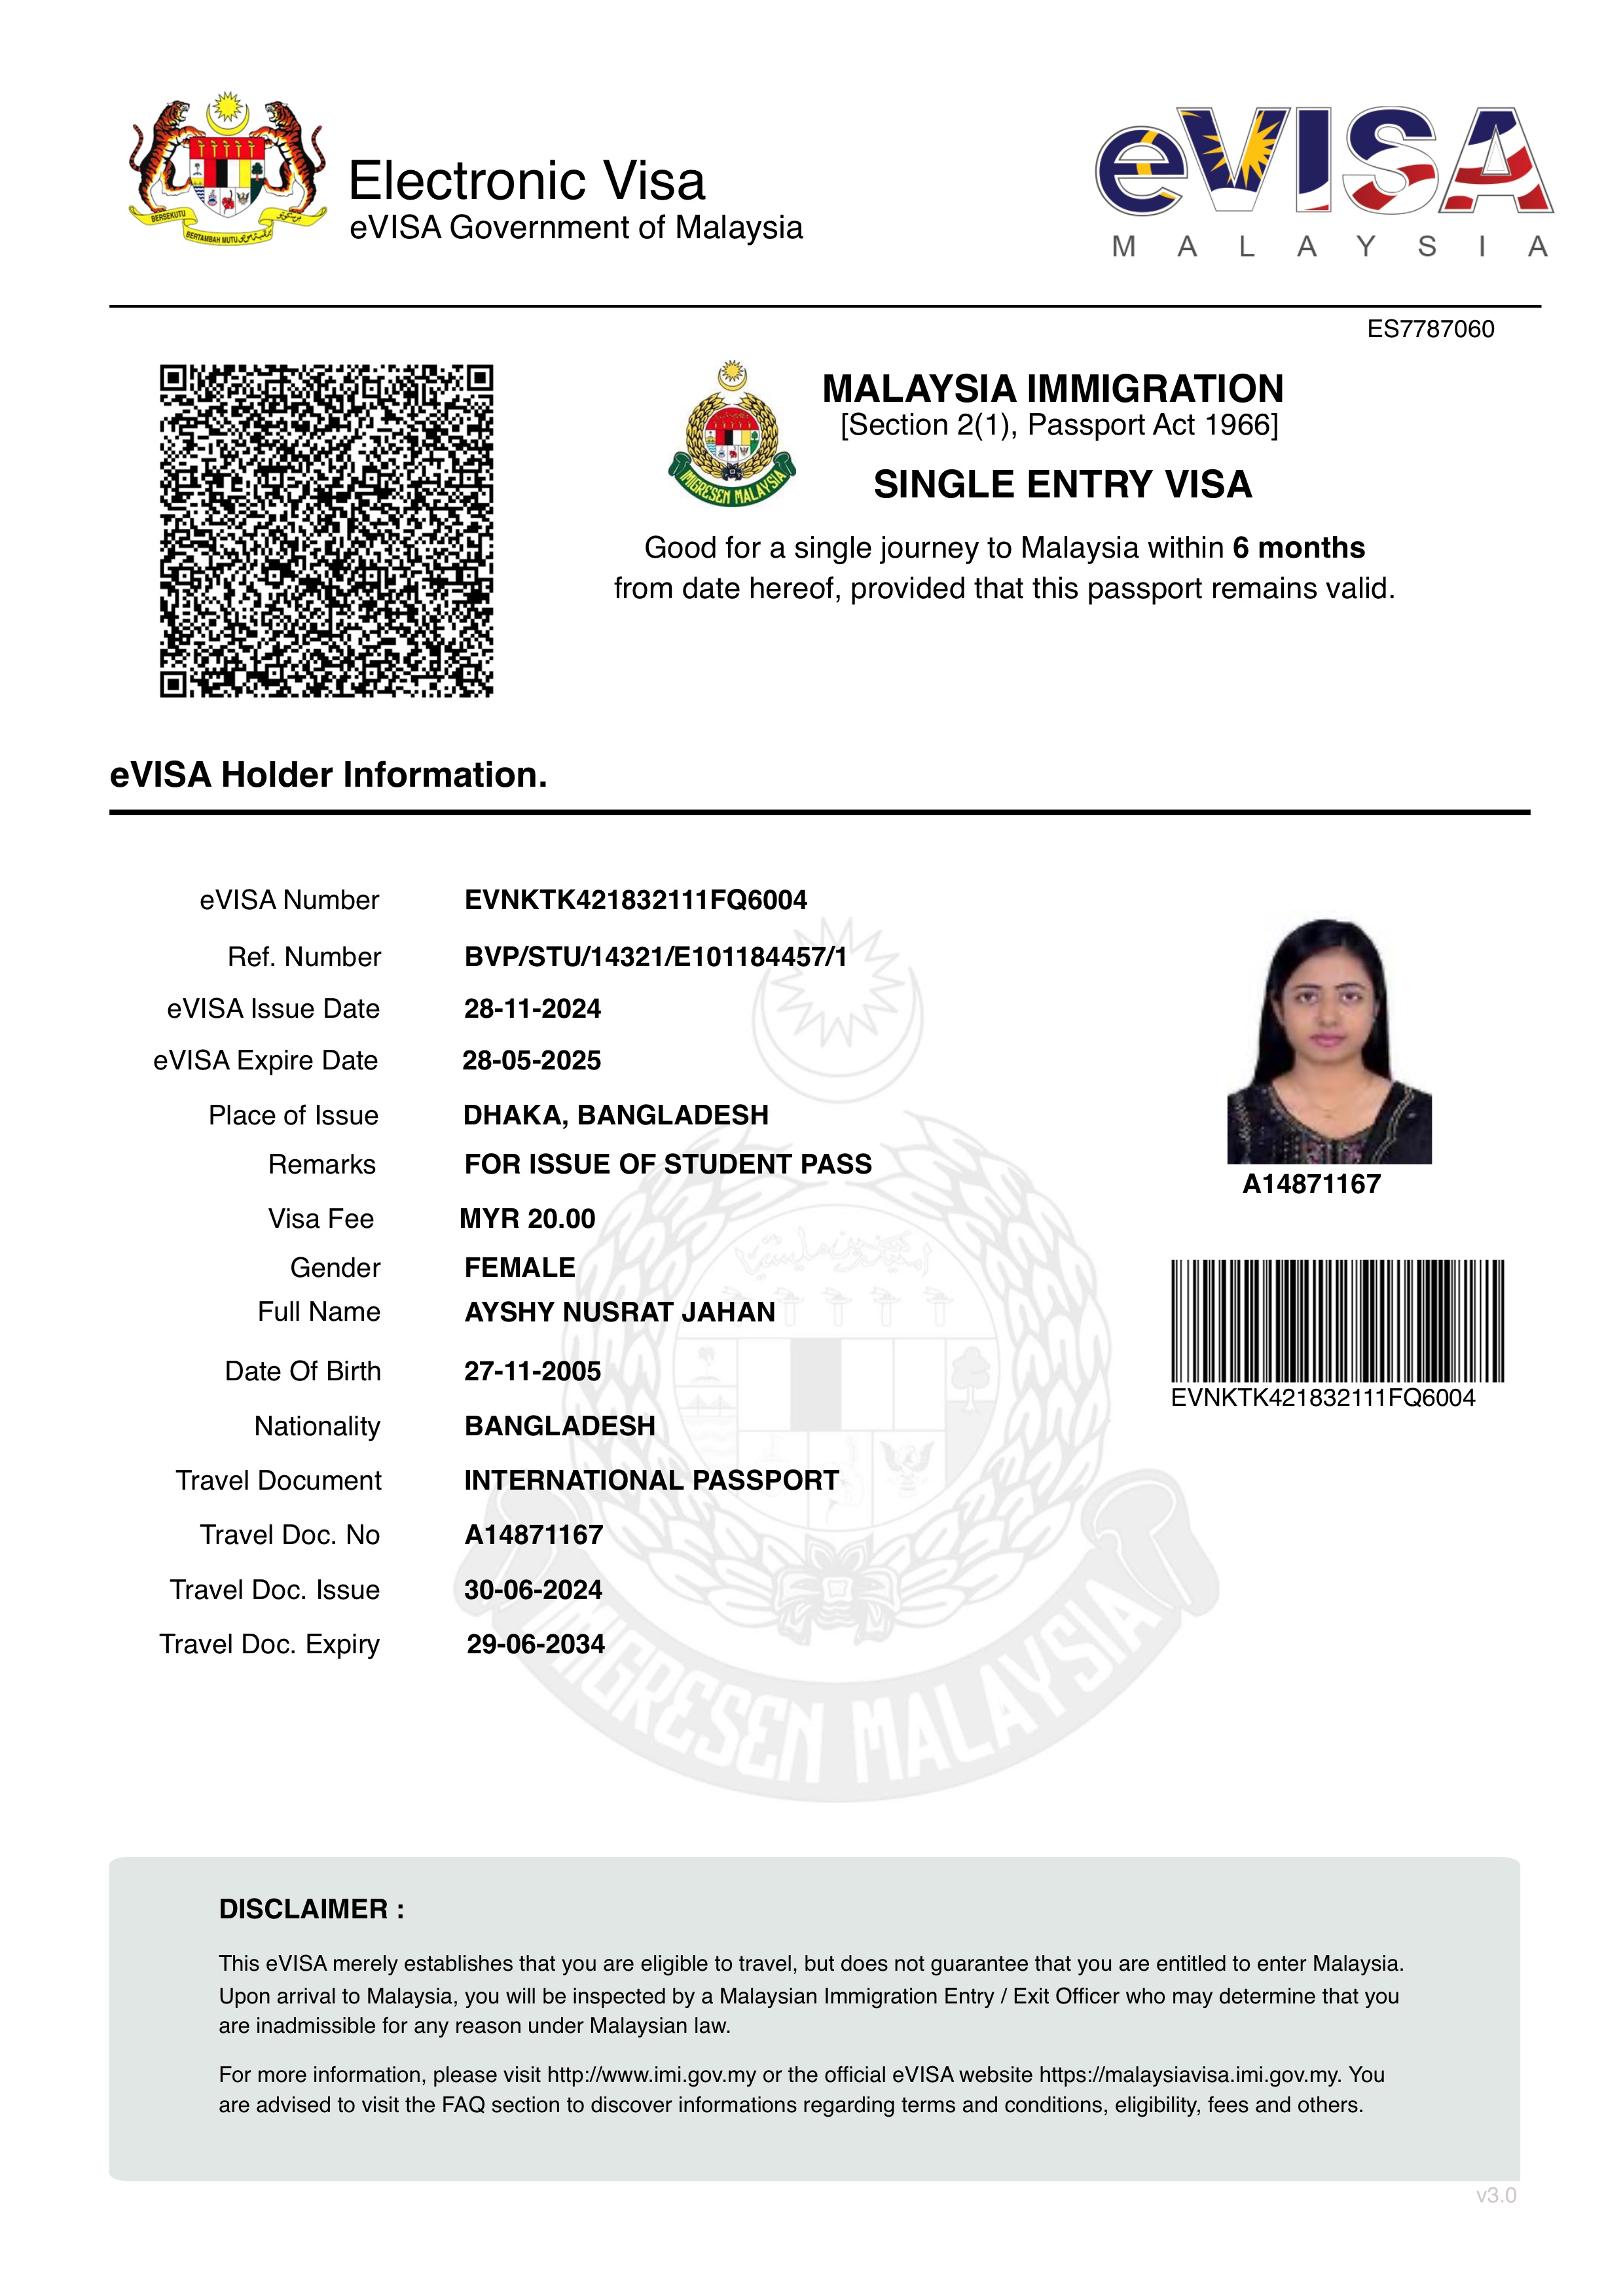 BERSEKUTU
BERTAMBAH MUTU
Electronic Visa
eVISA Government of Malaysia
eVISA
MALAYSIA
ES7787060
IMIGRESEN MALAYSIA
MALAYSIA IMMIGRATION
[Section 2(1), Passport Act 1966]
SINGLE ENTRY VISA
Good for a single journey to Malaysia within 6 months
from date hereof, provided that this passport remains valid.
eVISA Holder Information.
eVISA Number EVNKTK421832111FQ6004
Ref. Number BVP/STU/14321/E101184457/1
eVISA Issue Date 28-11-2024
eVISA Expire Date 28-05-2025
Place of Issue DHAKA, BANGLADESH
Remarks FOR ISSUE OF STUDENT PASS
Visa Fee MYR 20.00
Gender FEMALE
Full Name AYSHY NUSRAT JAHAN
Date Of Birth 27-11-2005
Nationality BANGLADESH
Travel Document INTERNATIONAL PASSPORT
Travel Doc. No A14871167
Travel Doc. Issue 30-06-2024
Travel Doc. Expiry 29-06-2034
A14871167
EVNKTK421832111FQ6004
IMIGRESEN MALAYSIA
DISCLAIMER :
This eVISA merely establishes that you are eligible to travel, but does not guarantee that you are entitled to enter Malaysia.
Upon arrival to Malaysia, you will be inspected by a Malaysian Immigration Entry / Exit Officer who may determine that you
are inadmissible for any reason under Malaysian law.
For more information, please visit http://www.imi.gov.my or the official eVISA website https://malaysiavisa.imi.gov.my. You
are advised to visit the FAQ section to discover informations regarding terms and conditions, eligibility, fees and others.
v3.0